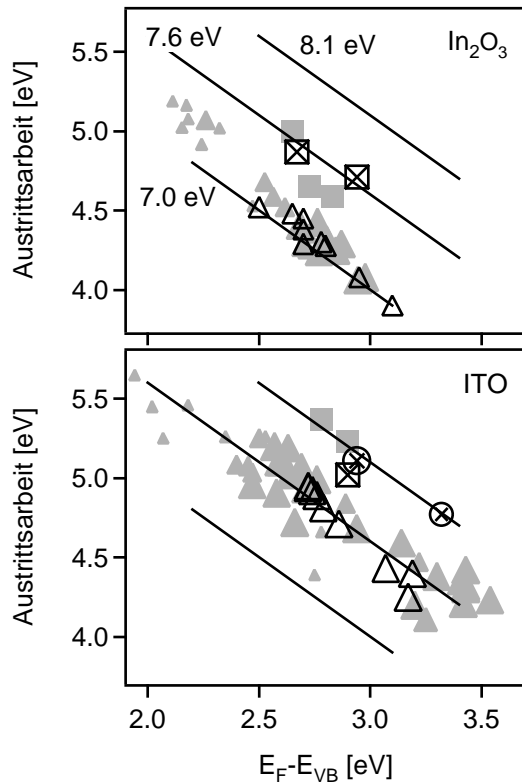 7.6 eV
8.1 eV
In2O3
5.5
5.0
7.0 eV
4.5
4.0
Austrittsarbeit [eV]
ITO
5.5
5.0
4.5
4.0
Austrittsarbeit [eV]
2.0 2.5 3.0 3.5
EF-EVB [eV]